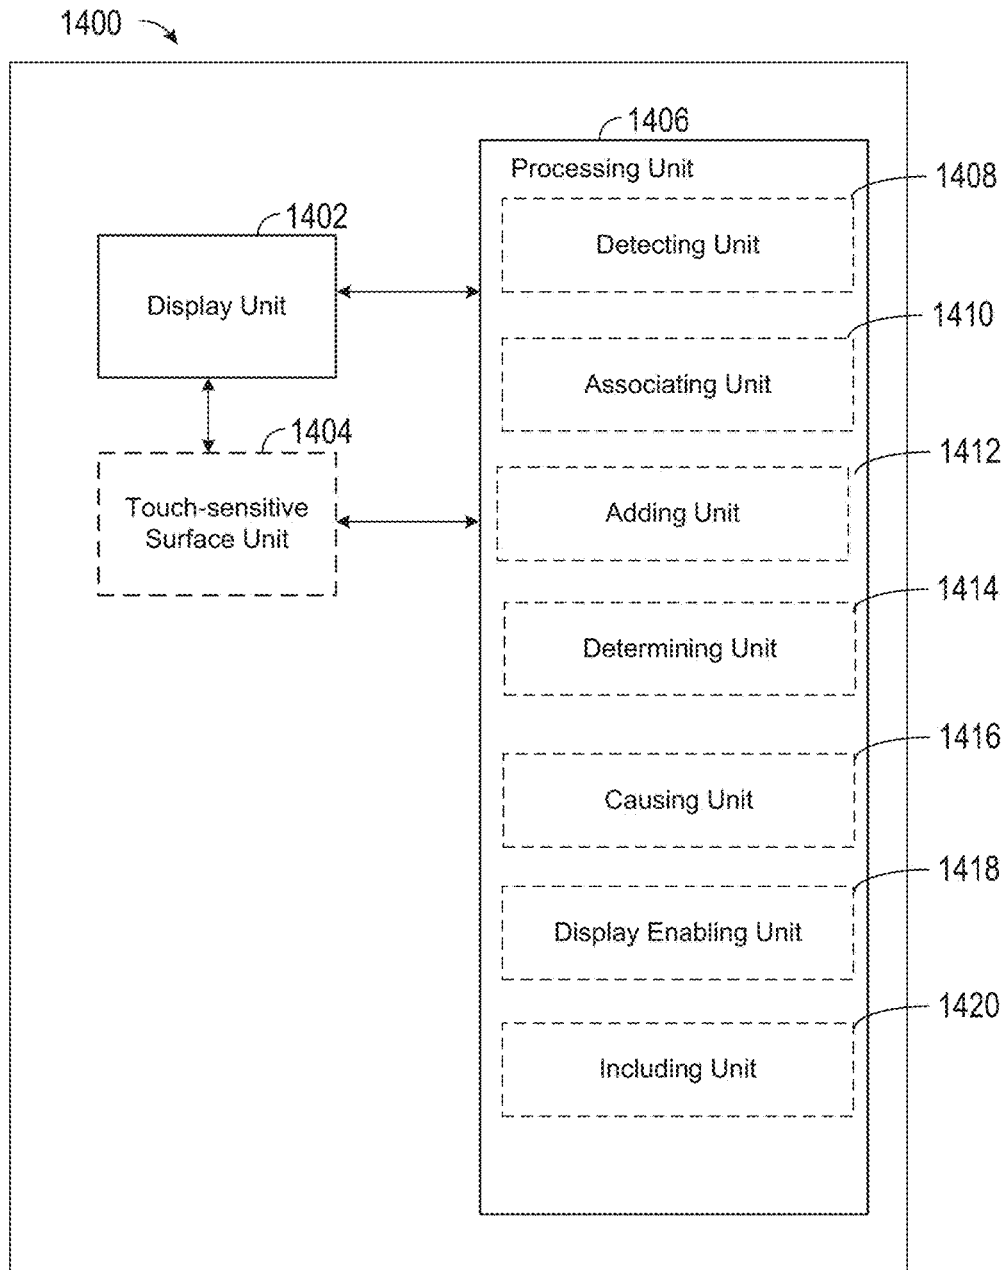 1400
1406
Processing Unit
1408
Detecting Unit
1402
Display Unit
1410
Associating Unit
1404
Touch-sensitive
Surface Unit
1412
Adding Unit
1414
Determining Unit
1416
Causing Unit
1418
Display Enabling Unit
1420
Including Unit